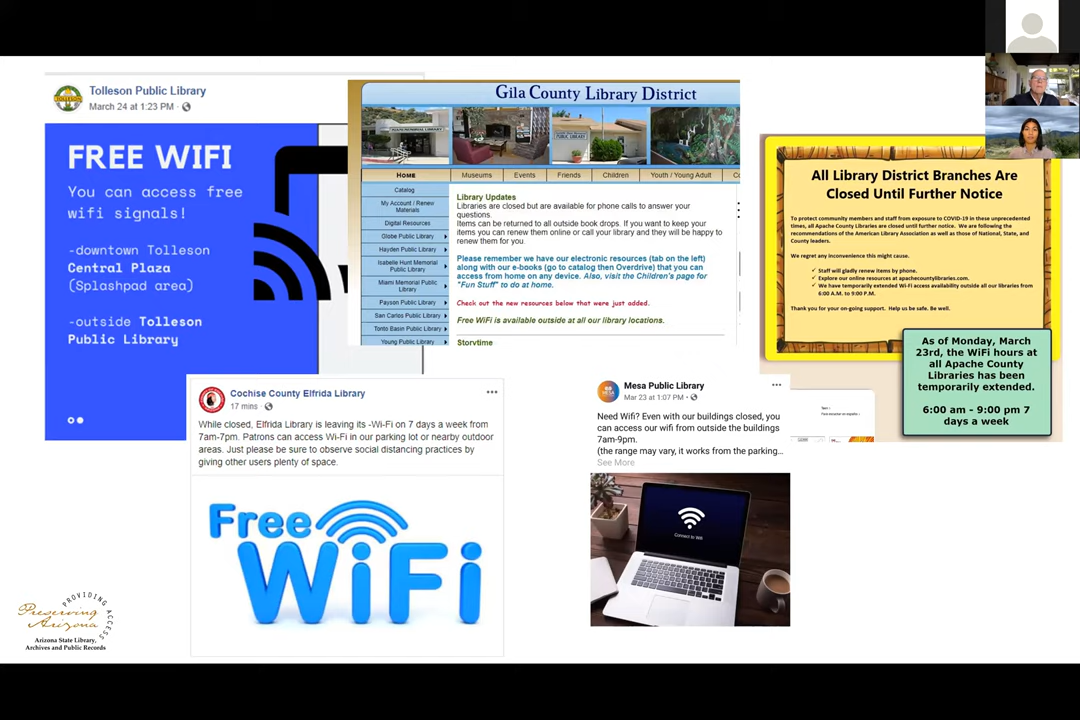 Tolleson Public Library
March 24 at 1:23 PM
FREE WIFI
You can access free
wifi signals!
-downtown Tolleson
Central Plaza
(Splashpad area)
-outside Tolleson
Public Library
Gila County Library District
HOME
Museums
Events
Friends
Children
Youth / Young Adult
Catalog
My Account / Renew
Materials
Digital Resources
Globe Public Library
Hayden Public Library
Isabelle Hunt Memorial
Public Library
Miami Memorial Public
Library
Payson Public Library
San Carlos Public Library
Tonto Basin Public Library
Young Public Library
Library Updates
Libraries are closed but are available for phone calls to answer your
questions.
Items can be returned to all outside book drops. If you want to keep your
items you can renew them online or call your library and they will be happy to
renew them for you.
Please remember we have our electronic resources (tab on the left)
along with our e-books (go to catalog then Overdrive) that you can
access from home on any device. Also, visit the Children's page for
"Fun Stuff" to do at home.
Check out the new resources below that were just added.
Free WiFi is available outside at all our library locations.
Storytime
All Library District Branches Are
Closed Until Further Notice
To protect community members and staff from exposure to COVID-19 in these unprecedented
times, all Apache County Libraries are closed until further notice. We are following the
recommendations of the American Library Association as well as those of National, State, and
County leaders.
We regret any inconvenience this might cause.
✓ Staff will gladly renew items by phone.
✓ Explore our online resources at apachecountylibraries.com.
✓ We have temporarily extended Wi-Fi access availability outside our libraries from
6:00 A.M. to 9:00 P.M.
Thank you for your on-going support. Help us be safe. Be well.
As of Monday, March
23rd, the WiFi hours at
all Apache County
Libraries has been
temporarily extended.
6:00 am - 9:00 pm 7
days a week
Cochise County Elfrida Library
17 mins
While closed, Elfrida Library is leaving its -Wi-Fi on 7 days a week from
7am-7pm. Patrons can access Wi-Fi in our parking lot or nearby outdoor
areas. Just please be sure to observe social distancing practices by
giving other users plenty of space.
Free
WiFi
Mesa Public Library
Mar 23 at 1:07 PM
Need Wifi? Even with our buildings closed, you
can access our wifi from outside the buildings
7am-9pm.
(the range may vary, it works from the parking...
See More
Connect to Wifi
PROVIDING ACCESS
Preserving
Arizona
Arizona State Library,
Archives and Public Records